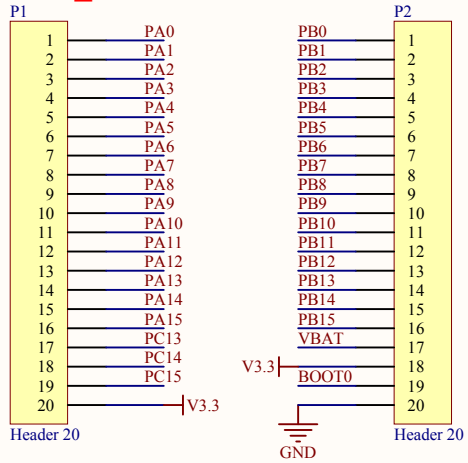 P1 P2
1 PA0 PB0 1
2 PA1 PB1 2
3 PA2 PB2 3
4 PA3 PB3 4
5 PA4 PB4 5
6 PA5 PB5 6
7 PA6 PB6 7
8 PA7 PB7 8
9 PA8 PB8 9
10 PA9 PB9 10
11 PA10 PB10 11
12 PA11 PB11 12
13 PA12 PB12 13
14 PA13 PB13 14
15 PA14 PB14 15
16 PA15 PB15 16
17 PC13 VBAT 17
18 PC14 V3.3 18
19 PC15 BOOT0 19
20 V3.3 20
Header 20 GND Header 20